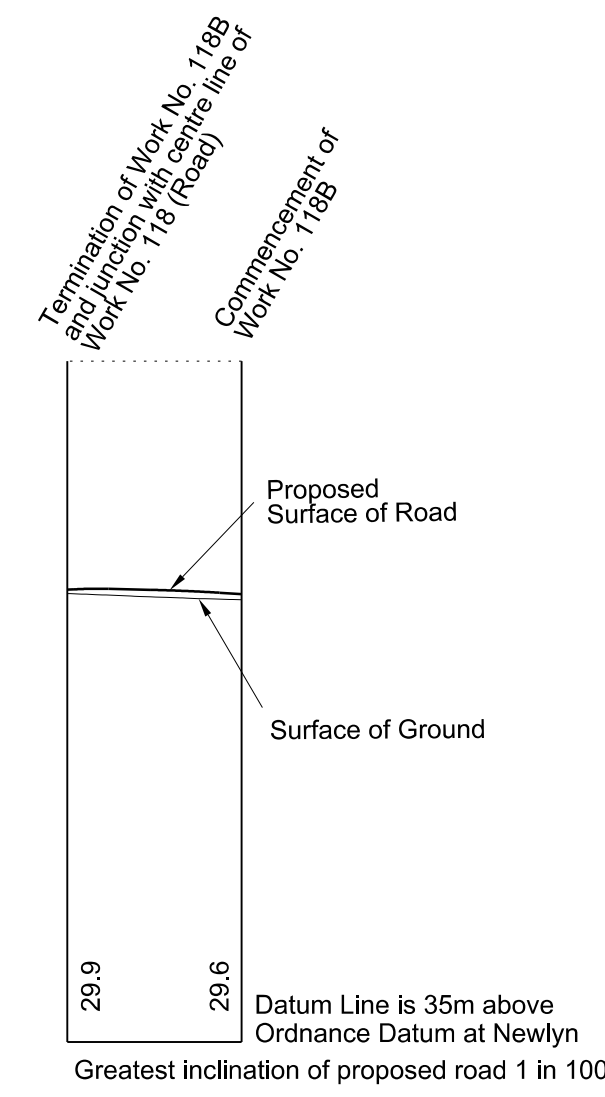 Termination of Work No. 118B
and junction with centre line of
Work No. 118 (Road)
Commencement of
Work No. 118B
Proposed
Surface of Road
Surface of Ground
29.9
29.6
Datum Line is 35m above
Ordnance Datum at Newlyn
Greatest inclination of proposed road 1 in 100